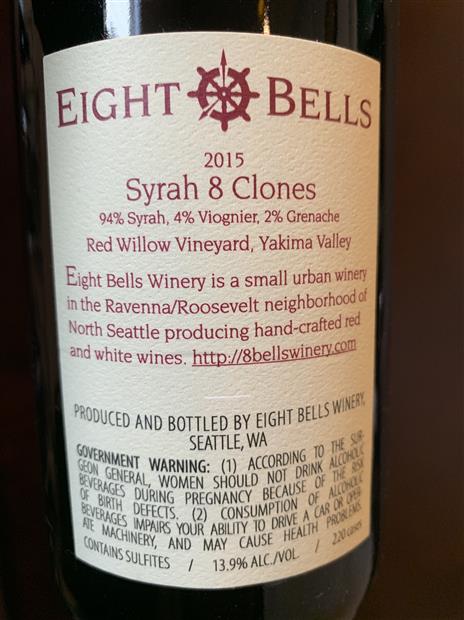 EIGHT BELLS
2015
Syrah 8 Clones
94% Syrah, 4% Viognier, 2% Grenache
Red Willow Vineyard, Yakima Valley
Eight Bells Winery is a small urban winery
in the Ravenna/Roosevelt neighborhood of
North Seattle producing hand-crafted red
and white wines. http://8bellswinery.com
PRODUCED AND BOTTLED BY EIGHT BELLS WINERY,
SEATTLE, WA
GOVERNMENT WARNING: (1) ACCORDING TO THE SUR-
GEON GENERAL, WOMEN SHOULD NOT DRINK ALCOHOLIC
BEVERAGES DURING PREGNANCY BECAUSE OF THE RISK
OF BIRTH DEFECTS. (2) CONSUMPTION OF ALCOHOLIC
BEVERAGES IMPAIRS YOUR ABILITY TO DRIVE A CAR OR OPER-
ATE MACHINERY, AND MAY CAUSE HEALTH PROBLEMS.
CONTAINS SULFITES / 13.9% ALC./VOL. / 220 cases